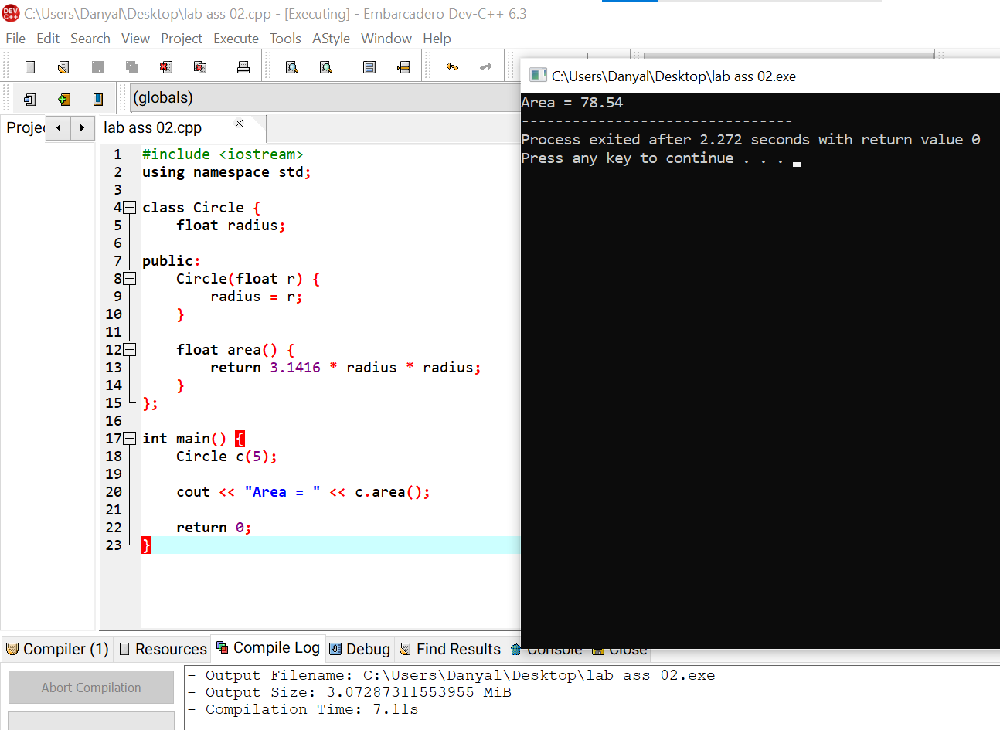 C:\Users\Danyal\Desktop\lab ass 02.cpp - [Executing] - Embarcadero Dev-C++ 6.3
File Edit Search View Project Execute Tools AStyle Window Help
(globals)
Projec
lab ass 02.cpp
1 #include <iostream>
2 using namespace std;
3
4 class Circle {
5 float radius;
6
7 public:
8 Circle(float r) {
9 radius = r;
10 }
11
12 float area() {
13 return 3.1416 * radius * radius;
14 }
15 };
16
17 int main() {
18 Circle c(5);
19
20 cout << "Area = " << c.area();
21
22 return 0;
23 }
C:\Users\Danyal\Desktop\lab ass 02.exe
Area = 78.54
--------------------------------
Process exited after 2.272 seconds with return value 0
Press any key to continue . . .
Compiler (1) Resources Compile Log Debug Find Results Console Close
Abort Compilation
- Output Filename: C:\Users\Danyal\Desktop\lab ass 02.exe
- Output Size: 3.07287311553955 MiB
- Compilation Time: 7.11s